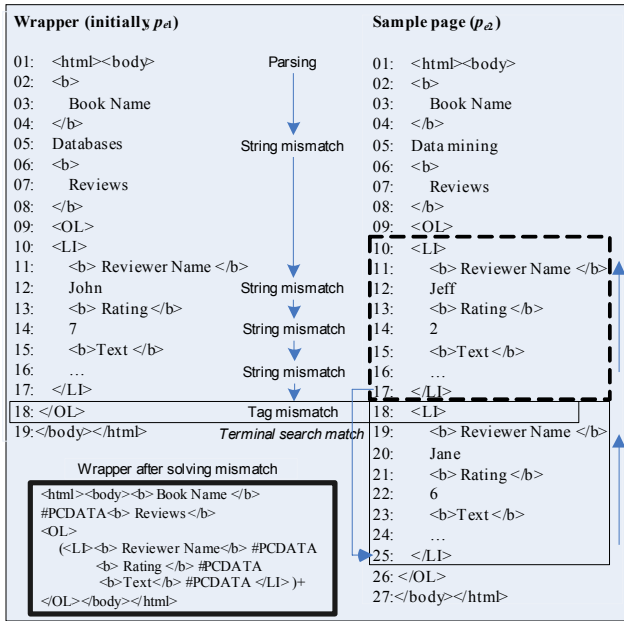 Wrapper (initially, pe1)
01: <html><body>
02: <b>
03: Book Name
04: </b>
05: Databases
06: <b>
07: Reviews
08: </b>
09: <OL>
10: <LI>
11: <b> Reviewer Name </b>
12: John
13: <b> Rating </b>
14: 7
15: <b>Text </b>
16: …
17: </LI>
18: </OL>
19:</body></html>
Parsing
String mismatch
String mismatch
String mismatch
String mismatch
Tag mismatch
Terminal search match
Sample page (pe2)
01: <html><body>
02: <b>
03: Book Name
04: </b>
05: Data mining
06: <b>
07: Reviews
08: </b>
09: <OL>
10: <LI>
11: <b> Reviewer Name </b>
12: Jeff
13: <b> Rating </b>
14: 2
15: <b>Text </b>
16: …
17: </LI>
18: <LI>
19: <b> Reviewer Name </b>
20: Jane
21: <b> Rating </b>
22: 6
23: <b>Text </b>
24: …
25: </LI>
26: </OL>
27:</body></html>
Wrapper after solving mismatch
<html><body><b> Book Name </b>
#PCDATA<b> Reviews</b>
<OL>
(<LI><b> Reviewer Name</b> #PCDATA
<b> Rating </b> #PCDATA
<b>Text</b> #PCDATA </LI> )+
</OL></body></html>